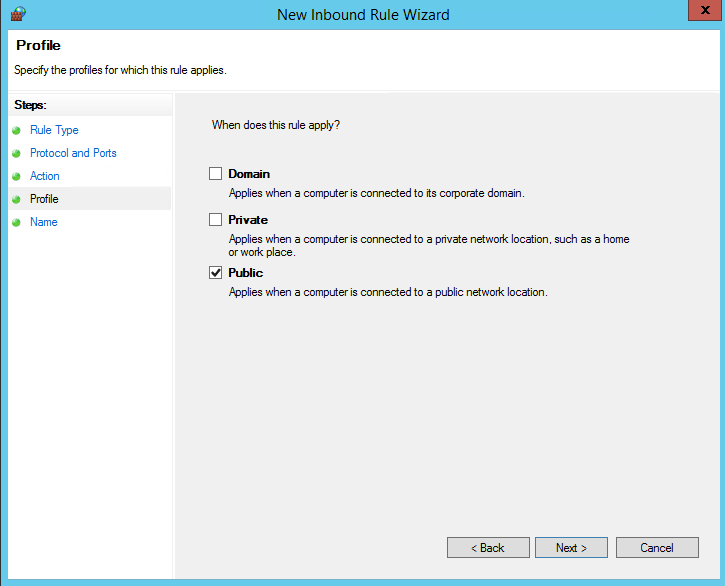 New Inbound Rule Wizard
x
Profile
Specify the profiles for which this rule applies.
Steps:
Rule Type
Protocol and Ports
Action
Profile
Name
When does this rule apply?
Domain
Applies when a computer is connected to its corporate domain.
Private
Applies when a computer is connected to a private network location, such as a home
or work place.
Public
Applies when a computer is connected to a public network location.
< Back
Next >
Cancel